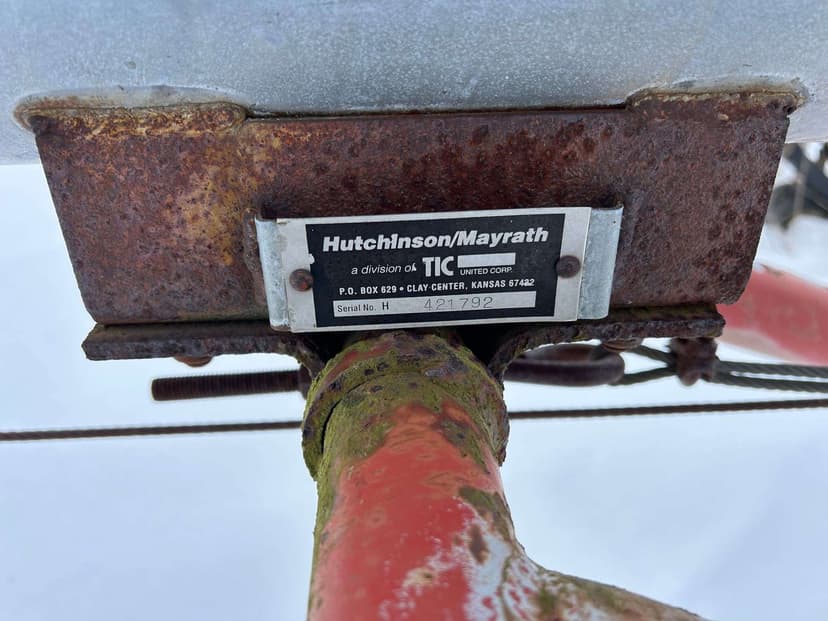 Hutchinson/Mayrath
a division of TIC UNITED CORP.
P.O. BOX 629 • CLAY CENTER, KANSAS 67432
Serial No. H 421792